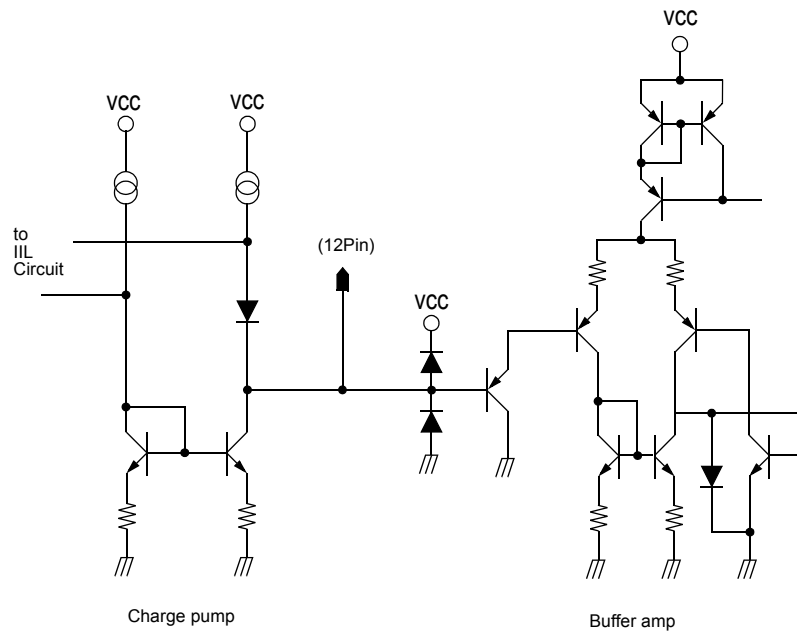 VCC
VCC
VCC
to
IIL
Circuit
(12Pin)
VCC
Charge pump
Buffer amp